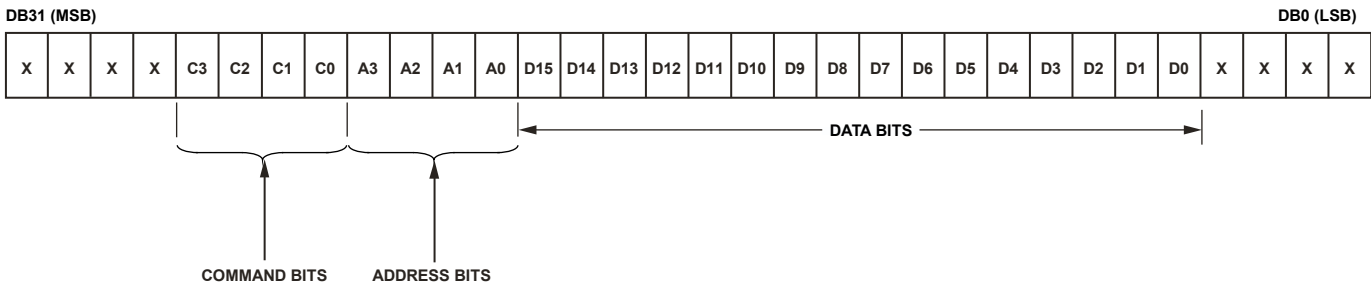 DB31 (MSB) DB0 (LSB)
X X X X C3 C2 C1 C0 A3 A2 A1 A0 D15 D14 D13 D12 D11 D10 D9 D8 D7 D6 D5 D4 D3 D2 D1 D0 X X X X
DATA BITS
COMMAND BITS ADDRESS BITS